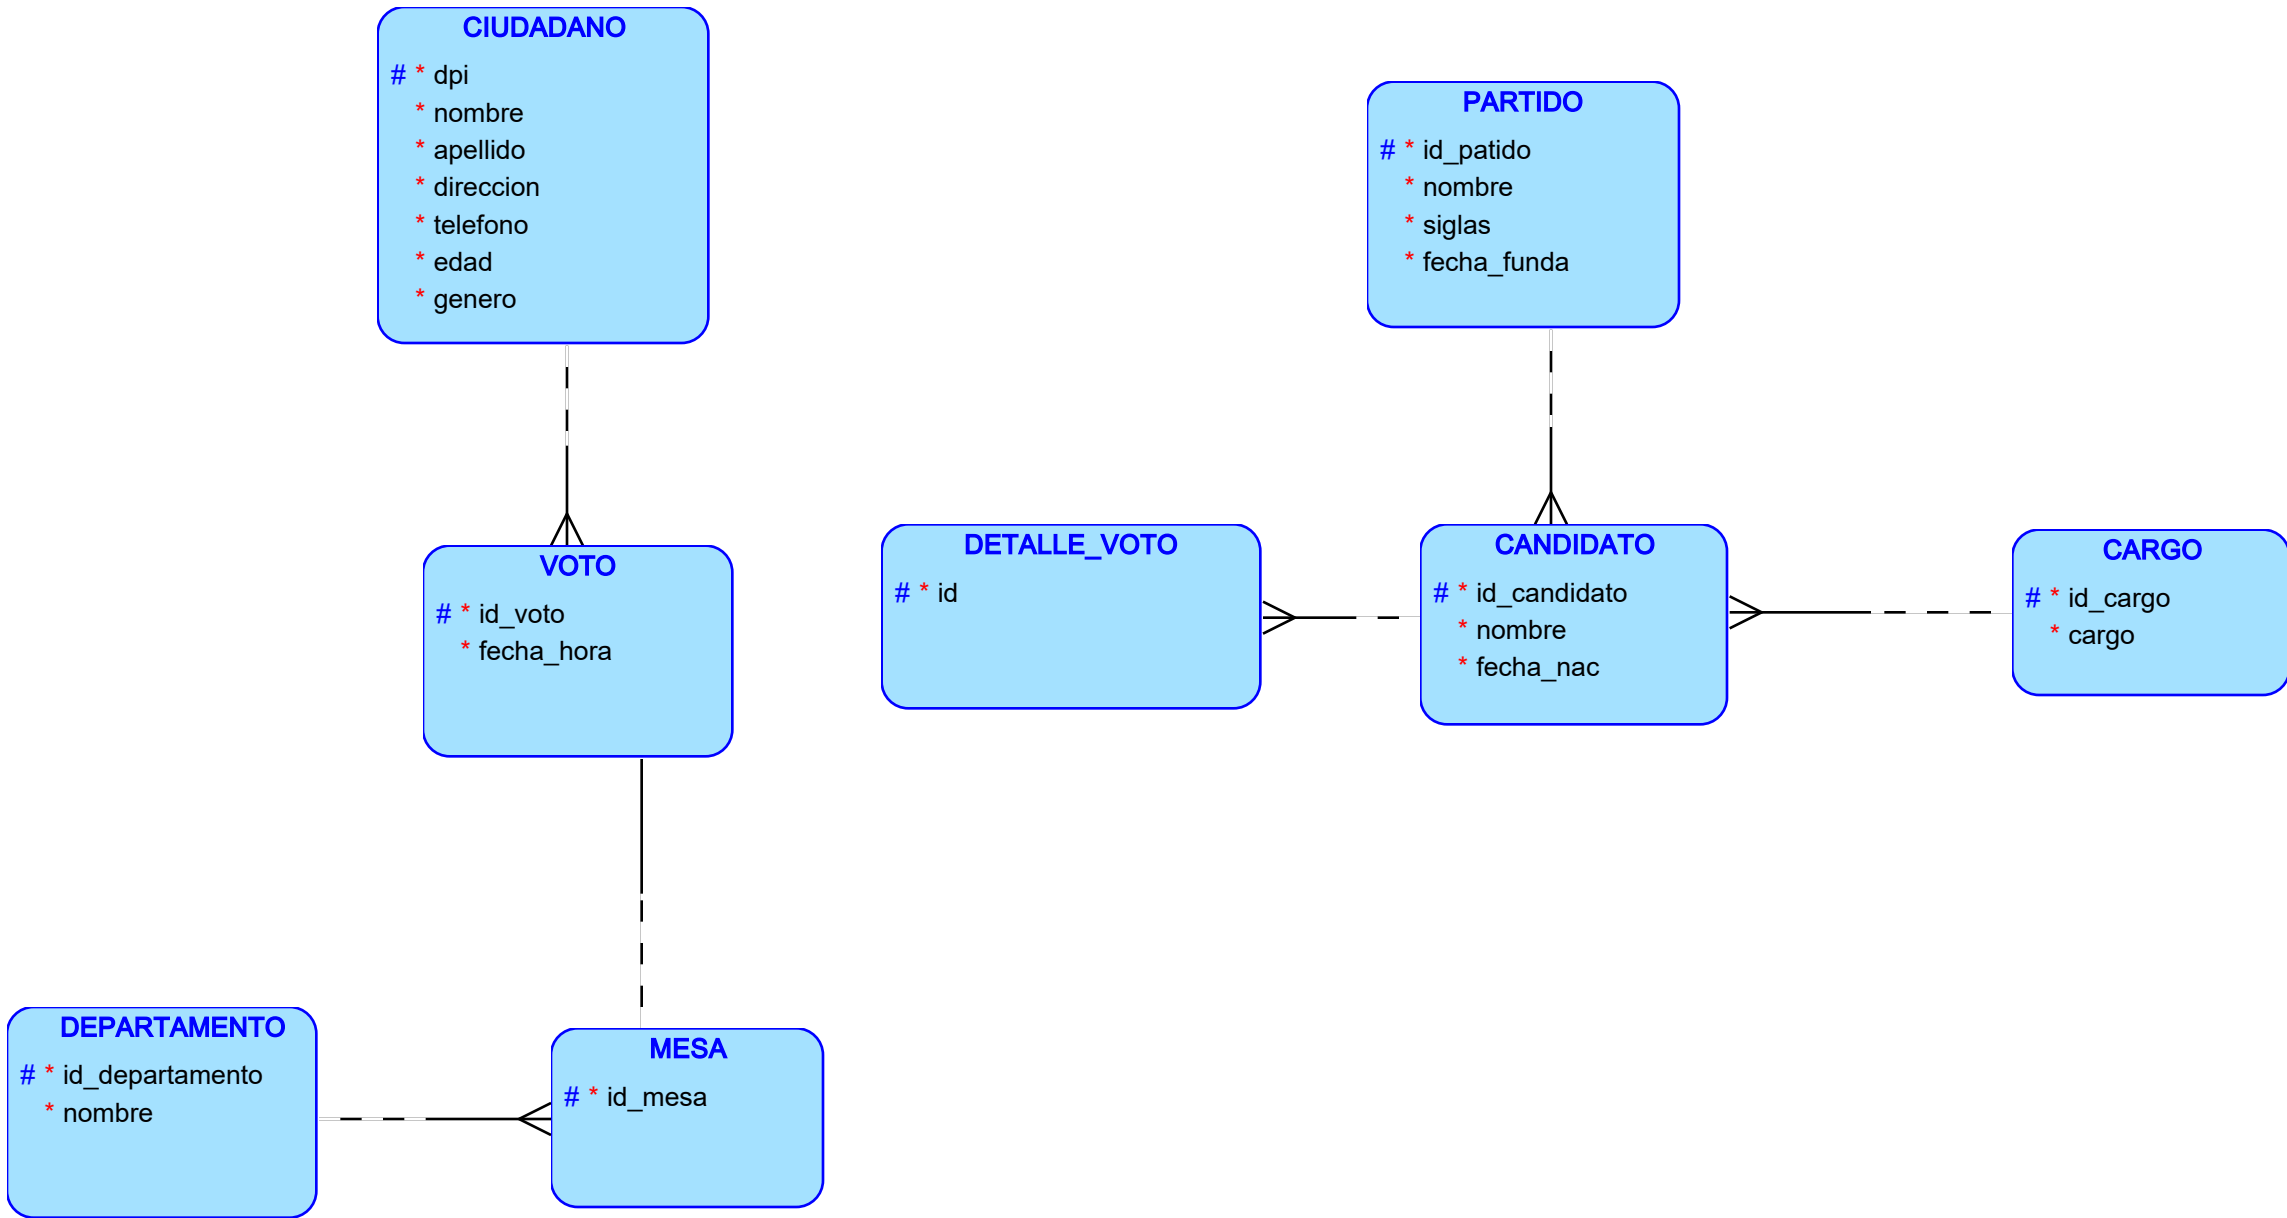 CIUDADANO
# * dpi
* nombre
* apellido
* direccion
* telefono
* edad
* genero
PARTIDO
# * id_patido
* nombre
* siglas
* fecha_funda
VOTO
# * id_voto
* fecha_hora
DETALLE_VOTO
# * id
CANDIDATO
# * id_candidato
* nombre
* fecha_nac
CARGO
# * id_cargo
* cargo
DEPARTAMENTO
# * id_departamento
* nombre
MESA
# * id_mesa